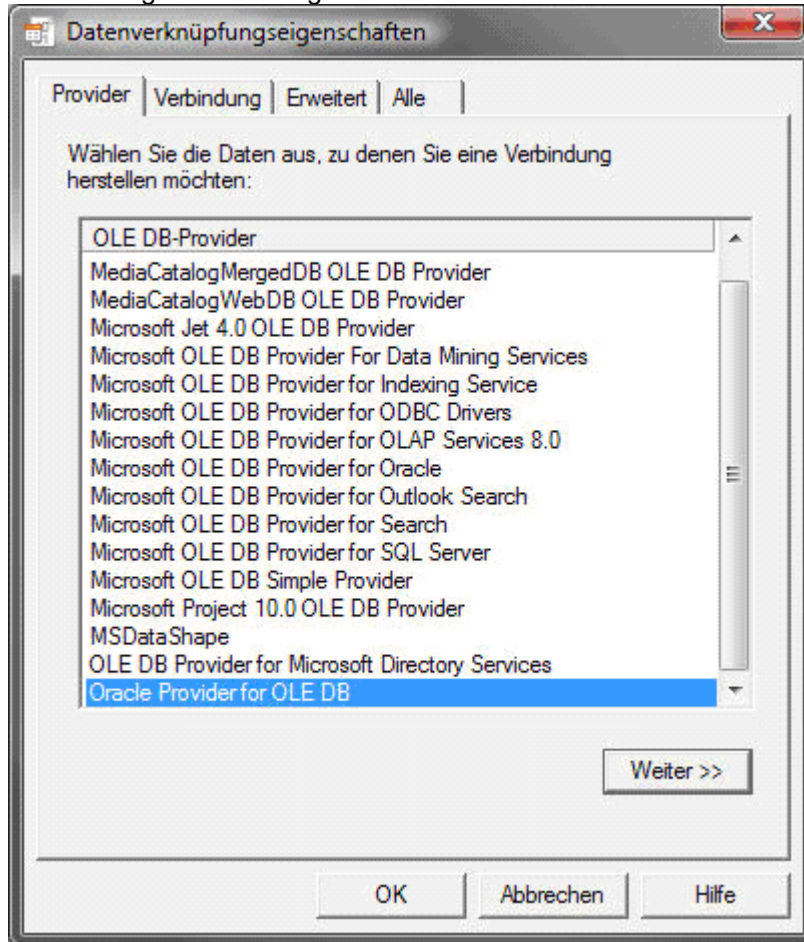 Datenverknüpfungseigenschaften
Provider Verbindung Erweitert Alle
Wählen Sie die Daten aus, zu denen Sie eine Verbindung
herstellen möchten:
OLE DB-Provider
MediaCatalogMergedDB OLE DB Provider
MediaCatalogWebDB OLE DB Provider
Microsoft Jet 4.0 OLE DB Provider
Microsoft OLE DB Provider For Data Mining Services
Microsoft OLE DB Provider for Indexing Service
Microsoft OLE DB Provider for ODBC Drivers
Microsoft OLE DB Provider for OLAP Services 8.0
Microsoft OLE DB Provider for Oracle
Microsoft OLE DB Provider for Outlook Search
Microsoft OLE DB Provider for Search
Microsoft OLE DB Provider for SQL Server
Microsoft OLE DB Simple Provider
Microsoft Project 10.0 OLE DB Provider
MSDataShape
OLE DB Provider for Microsoft Directory Services
Oracle Provider for OLE DB
Weiter >>
OK Abbrechen Hilfe